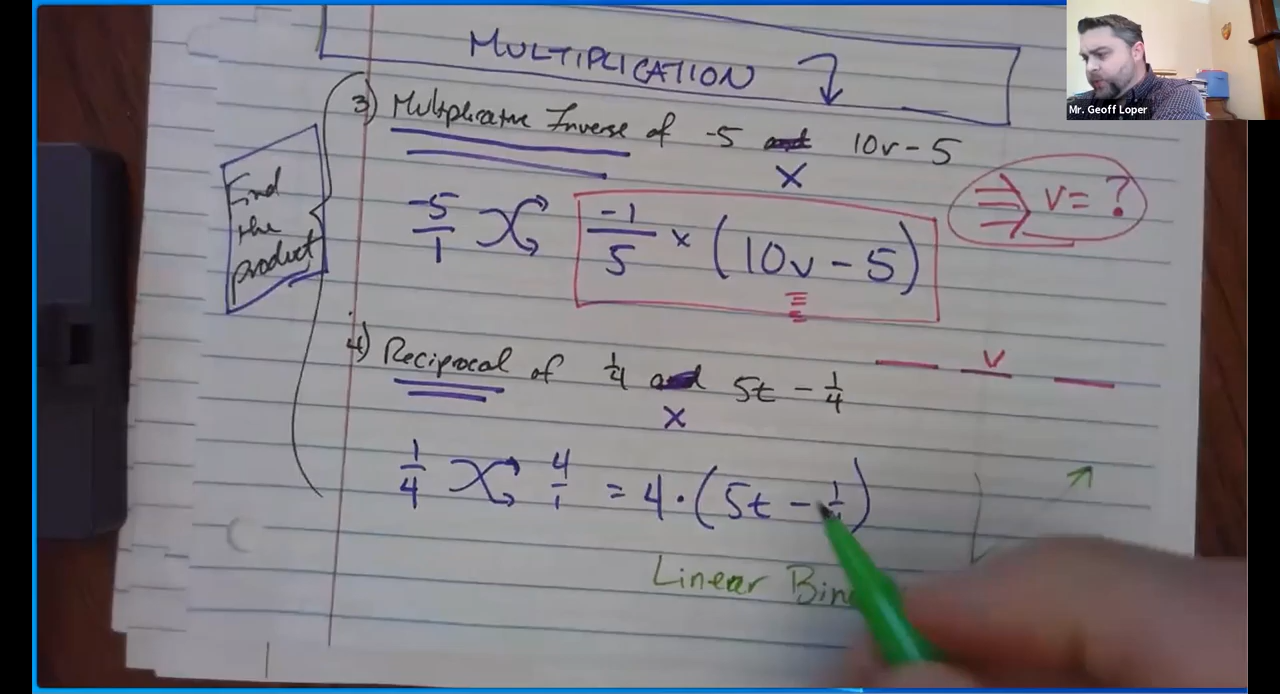 MULTIPLICATION
Mr. Geoff Loper
3) Multiplicative Inverse of -5 and 10v - 5
x
Find
the
product
-5/1 -1/5 x (10v - 5)
⇒ v = ?
4) Reciprocal of 1/4 and 5t - 1/4
v
x
1/4 4/1 = 4 · (5t - 1/4)
Linear Bin